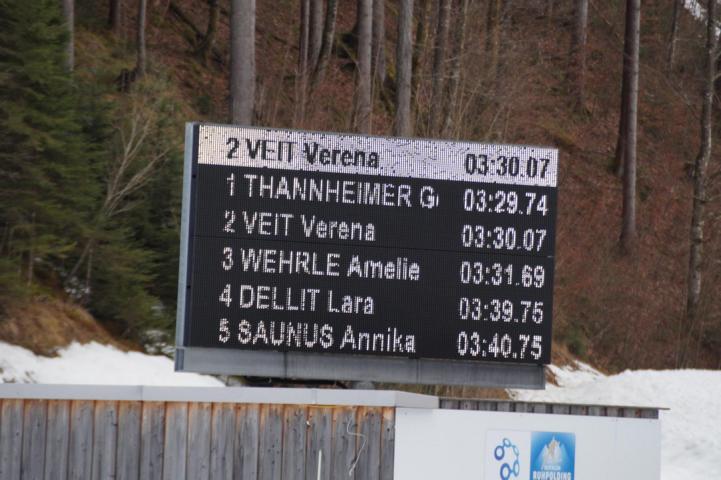 2 VEIT Verena 03:30.07
1 THANNHEIMER G 03:29.74
2 VEIT Verena 03:30.07
3 WEHRLE Amelie 03:31.69
4 DELLIT Lara 03:39.75
5 SAUNUS Annika 03:40.75
RUHPOLDING